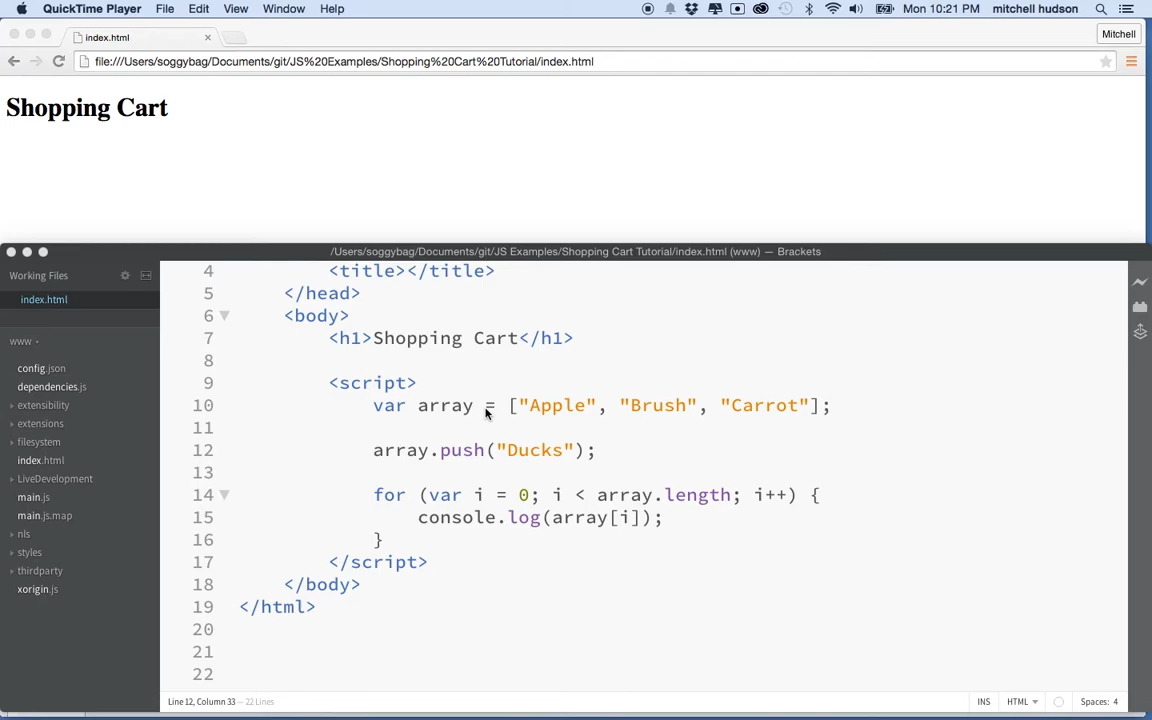 QuickTime Player File Edit View Window Help Mon 10:21 PM mitchell hudson
index.html Mitchell
file:///Users/soggybag/Documents/git/JS%20Examples/Shopping%20Cart%20Tutorial/index.html
Shopping Cart
/Users/soggybag/Documents/git/JS Examples/Shopping Cart Tutorial/index.html (www) — Brackets
Working Files
index.html
www
config.json
dependencies.js
extensibility
extensions
filesystem
index.html
LiveDevelopment
main.js
main.js.map
nls
styles
thirdparty
xorigin.js
4 <title></title>
5 </head>
6 <body>
7 <h1>Shopping Cart</h1>
8
9 <script>
10 var array = ["Apple", "Brush", "Carrot"];
11
12 array.push("Ducks");
13
14 for (var i = 0; i < array.length; i++) {
15 console.log(array[i]);
16 }
17 </script>
18 </body>
19 </html>
20
21
22
Line 12, Column 33 — 22 Lines INS HTML Spaces: 4